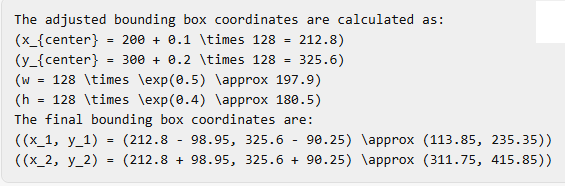 The adjusted bounding box coordinates are calculated as:
(x_{center} = 200 + 0.1 \times 128 = 212.8)
(y_{center} = 300 + 0.2 \times 128 = 325.6)
(w = 128 \times \exp(0.5) \approx 197.9)
(h = 128 \times \exp(0.4) \approx 180.5)
The final bounding box coordinates are:
((x_1, y_1) = (212.8 - 98.95, 325.6 - 90.25) \approx (113.85, 235.35))
((x_2, y_2) = (212.8 + 98.95, 325.6 + 90.25) \approx (311.75, 415.85))